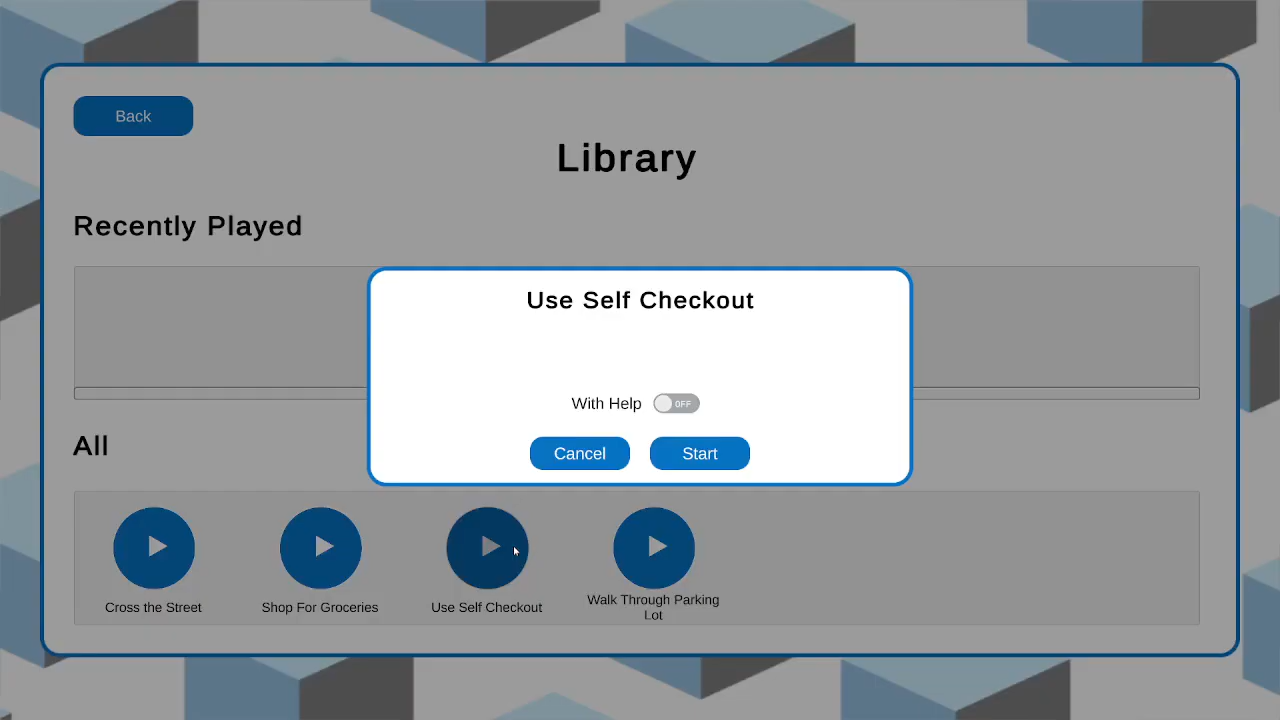 Back
Library
Recently Played
Use Self Checkout
With Help OFF
Cancel Start
All
Cross the Street
Shop For Groceries
Use Self Checkout
Walk Through Parking
Lot